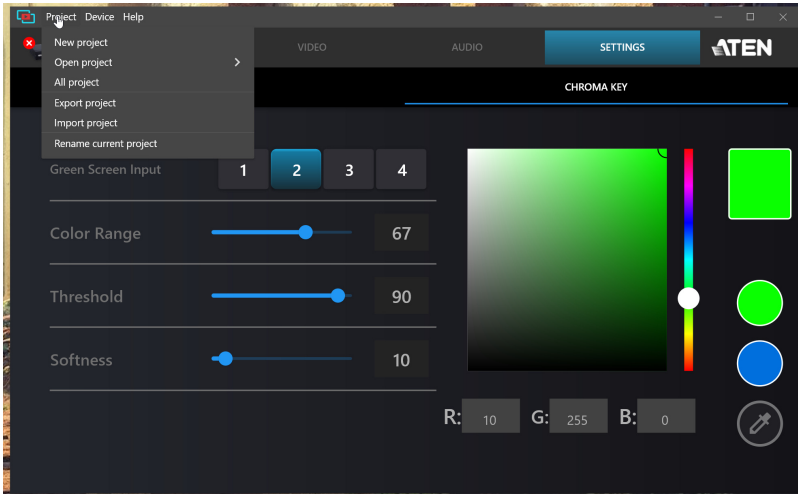 Project Device Help
New project
Open project
All project
Export project
Import project
Rename current project
VIDEO
AUDIO
SETTINGS
ATEN
CHROMA KEY
Green Screen Input
1
2
3
4
Color Range
67
Threshold
90
Softness
10
R: 10 G: 255 B: 0